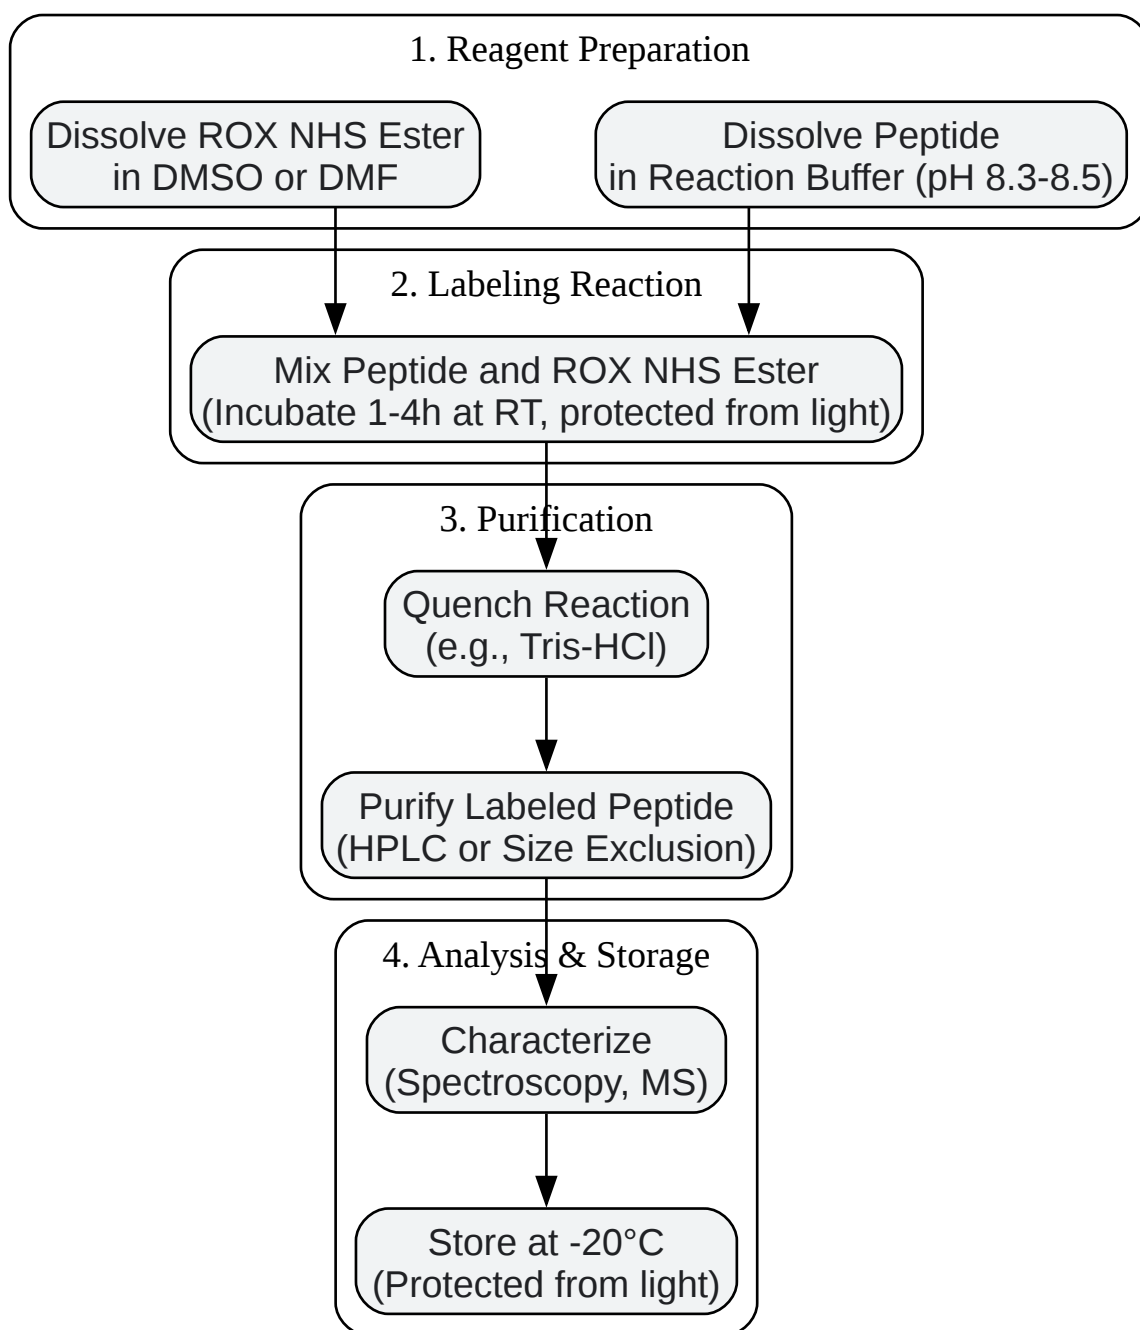 1. Reagent Preparation
Dissolve ROX NHS Ester
in DMSO or DMF
Dissolve Peptide
in Reaction Buffer (pH 8.3-8.5)
2. Labeling Reaction
Mix Peptide and ROX NHS Ester
(Incubate 1-4h at RT, protected from light)
3. Purification
Quench Reaction
(e.g., Tris-HCl)
Purify Labeled Peptide
(HPLC or Size Exclusion)
4. Analysis & Storage
Characterize
(Spectroscopy, MS)
Store at -20°C
(Protected from light)